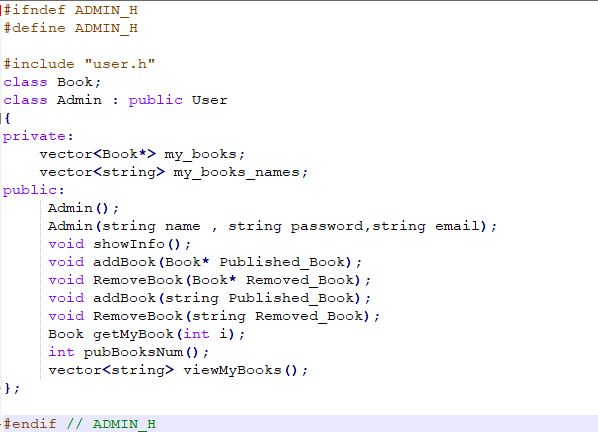 #ifndef ADMIN_H
#define ADMIN_H
#include "user.h"
class Book;
class Admin : public User
{
private:
    vector<Book*> my_books;
    vector<string> my_books_names;
public:
     Admin();
     Admin(string name , string password,string email);
     void showInfo();
     void addBook(Book* Published_Book);
     void RemoveBook(Book* Removed_Book);
     void addBook(string Published_Book);
     void RemoveBook(string Removed_Book);
     Book getMyBook(int i);
     int pubBooksNum();
     vector<string> viewMyBooks();
};
#endif // ADMIN_H